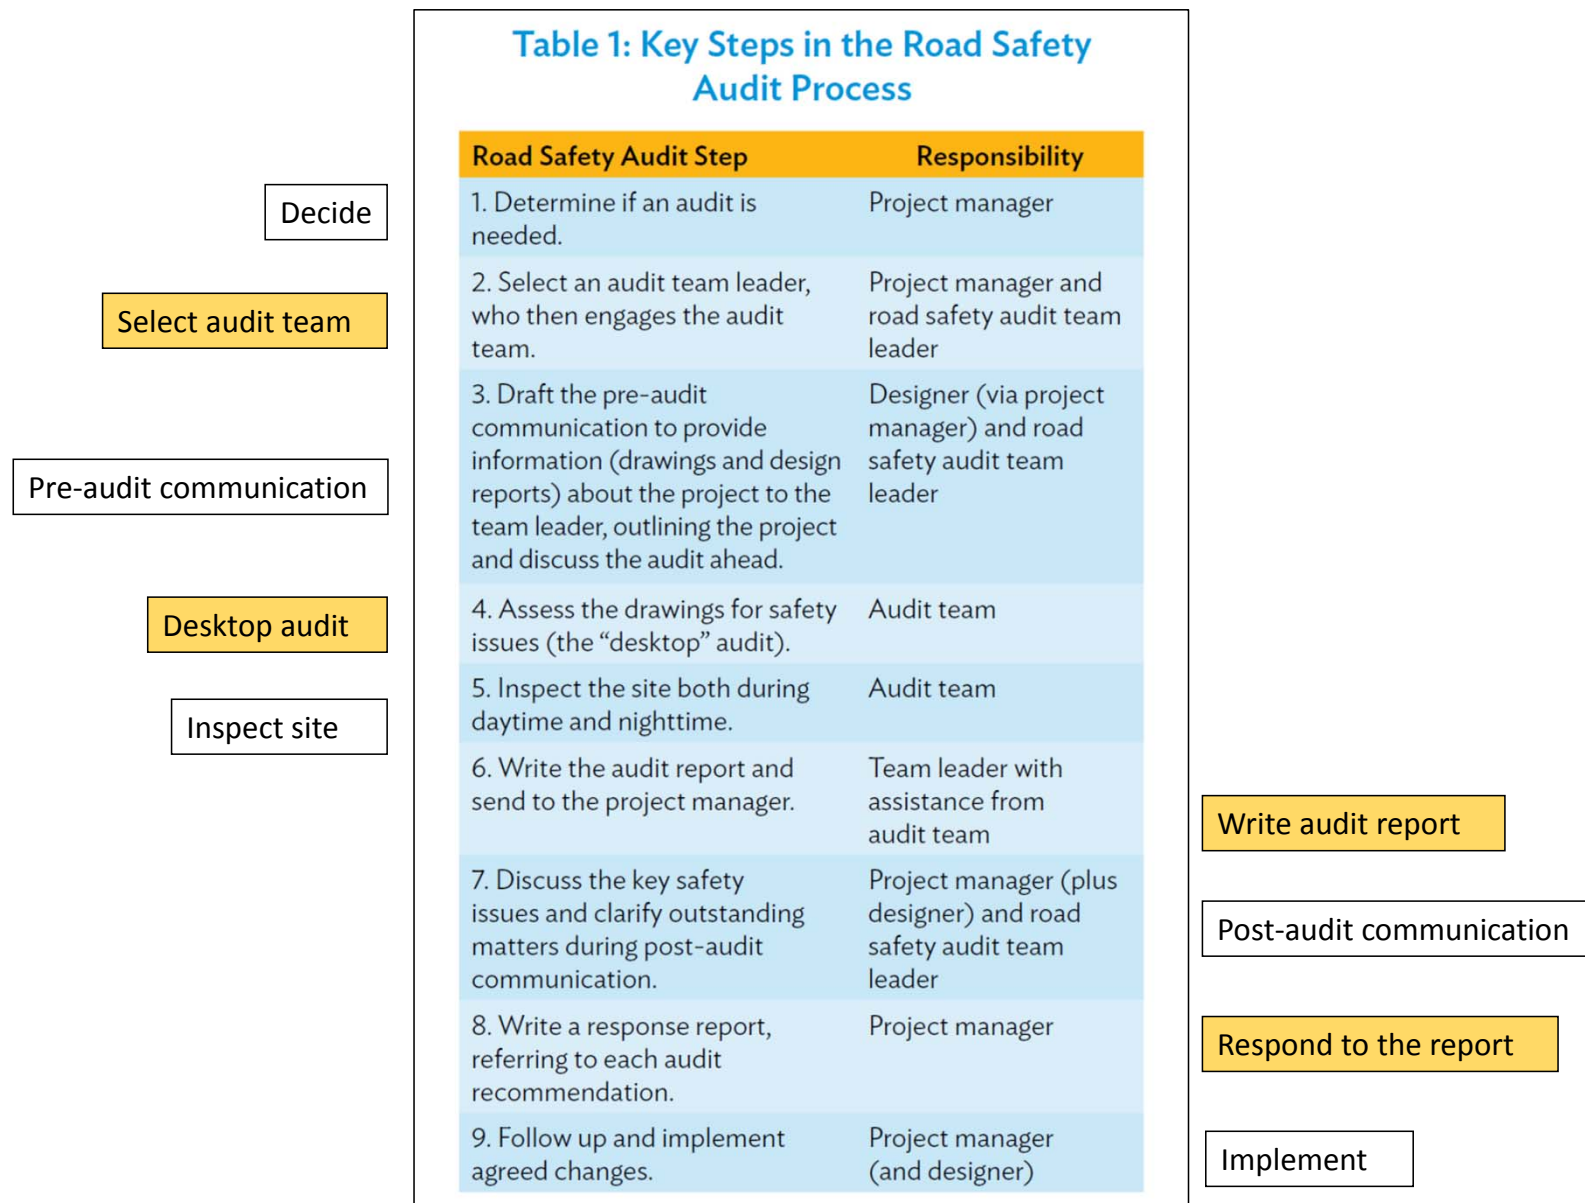 Table 1: Key Steps in the Road Safety
Audit Process
Road Safety Audit Step Responsibility
Decide
1. Determine if an audit is
needed.
Project manager
Select audit team
2. Select an audit team leader,
who then engages the audit
team.
Project manager and
road safety audit team
leader
Pre-audit communication
3. Draft the pre-audit
communication to provide
information (drawings and design
reports) about the project to the
team leader, outlining the project
and discuss the audit ahead.
Designer (via project
manager) and road
safety audit team
leader
Desktop audit
4. Assess the drawings for safety
issues (the “desktop” audit).
Audit team
Inspect site
5. Inspect the site both during
daytime and nighttime.
Audit team
6. Write the audit report and
send to the project manager.
Team leader with
assistance from
audit team
Write audit report
7. Discuss the key safety
issues and clarify outstanding
matters during post-audit
communication.
Project manager (plus
designer) and road
safety audit team
leader
Post-audit communication
8. Write a response report,
referring to each audit
recommendation.
Project manager
Respond to the report
9. Follow up and implement
agreed changes.
Project manager
(and designer)
Implement